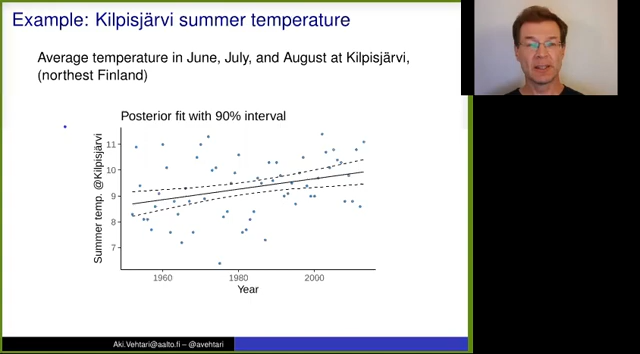 Example: Kilpisjärvi summer temperature
Average temperature in June, July, and August at Kilpisjärvi,
(northest Finland)
Posterior fit with 90% interval
Summer temp. @Kilpisjärvi
11
10
9
8
7
1960
1980
2000
Year
Aki.Vehtari@aalto.fi – @avehtari